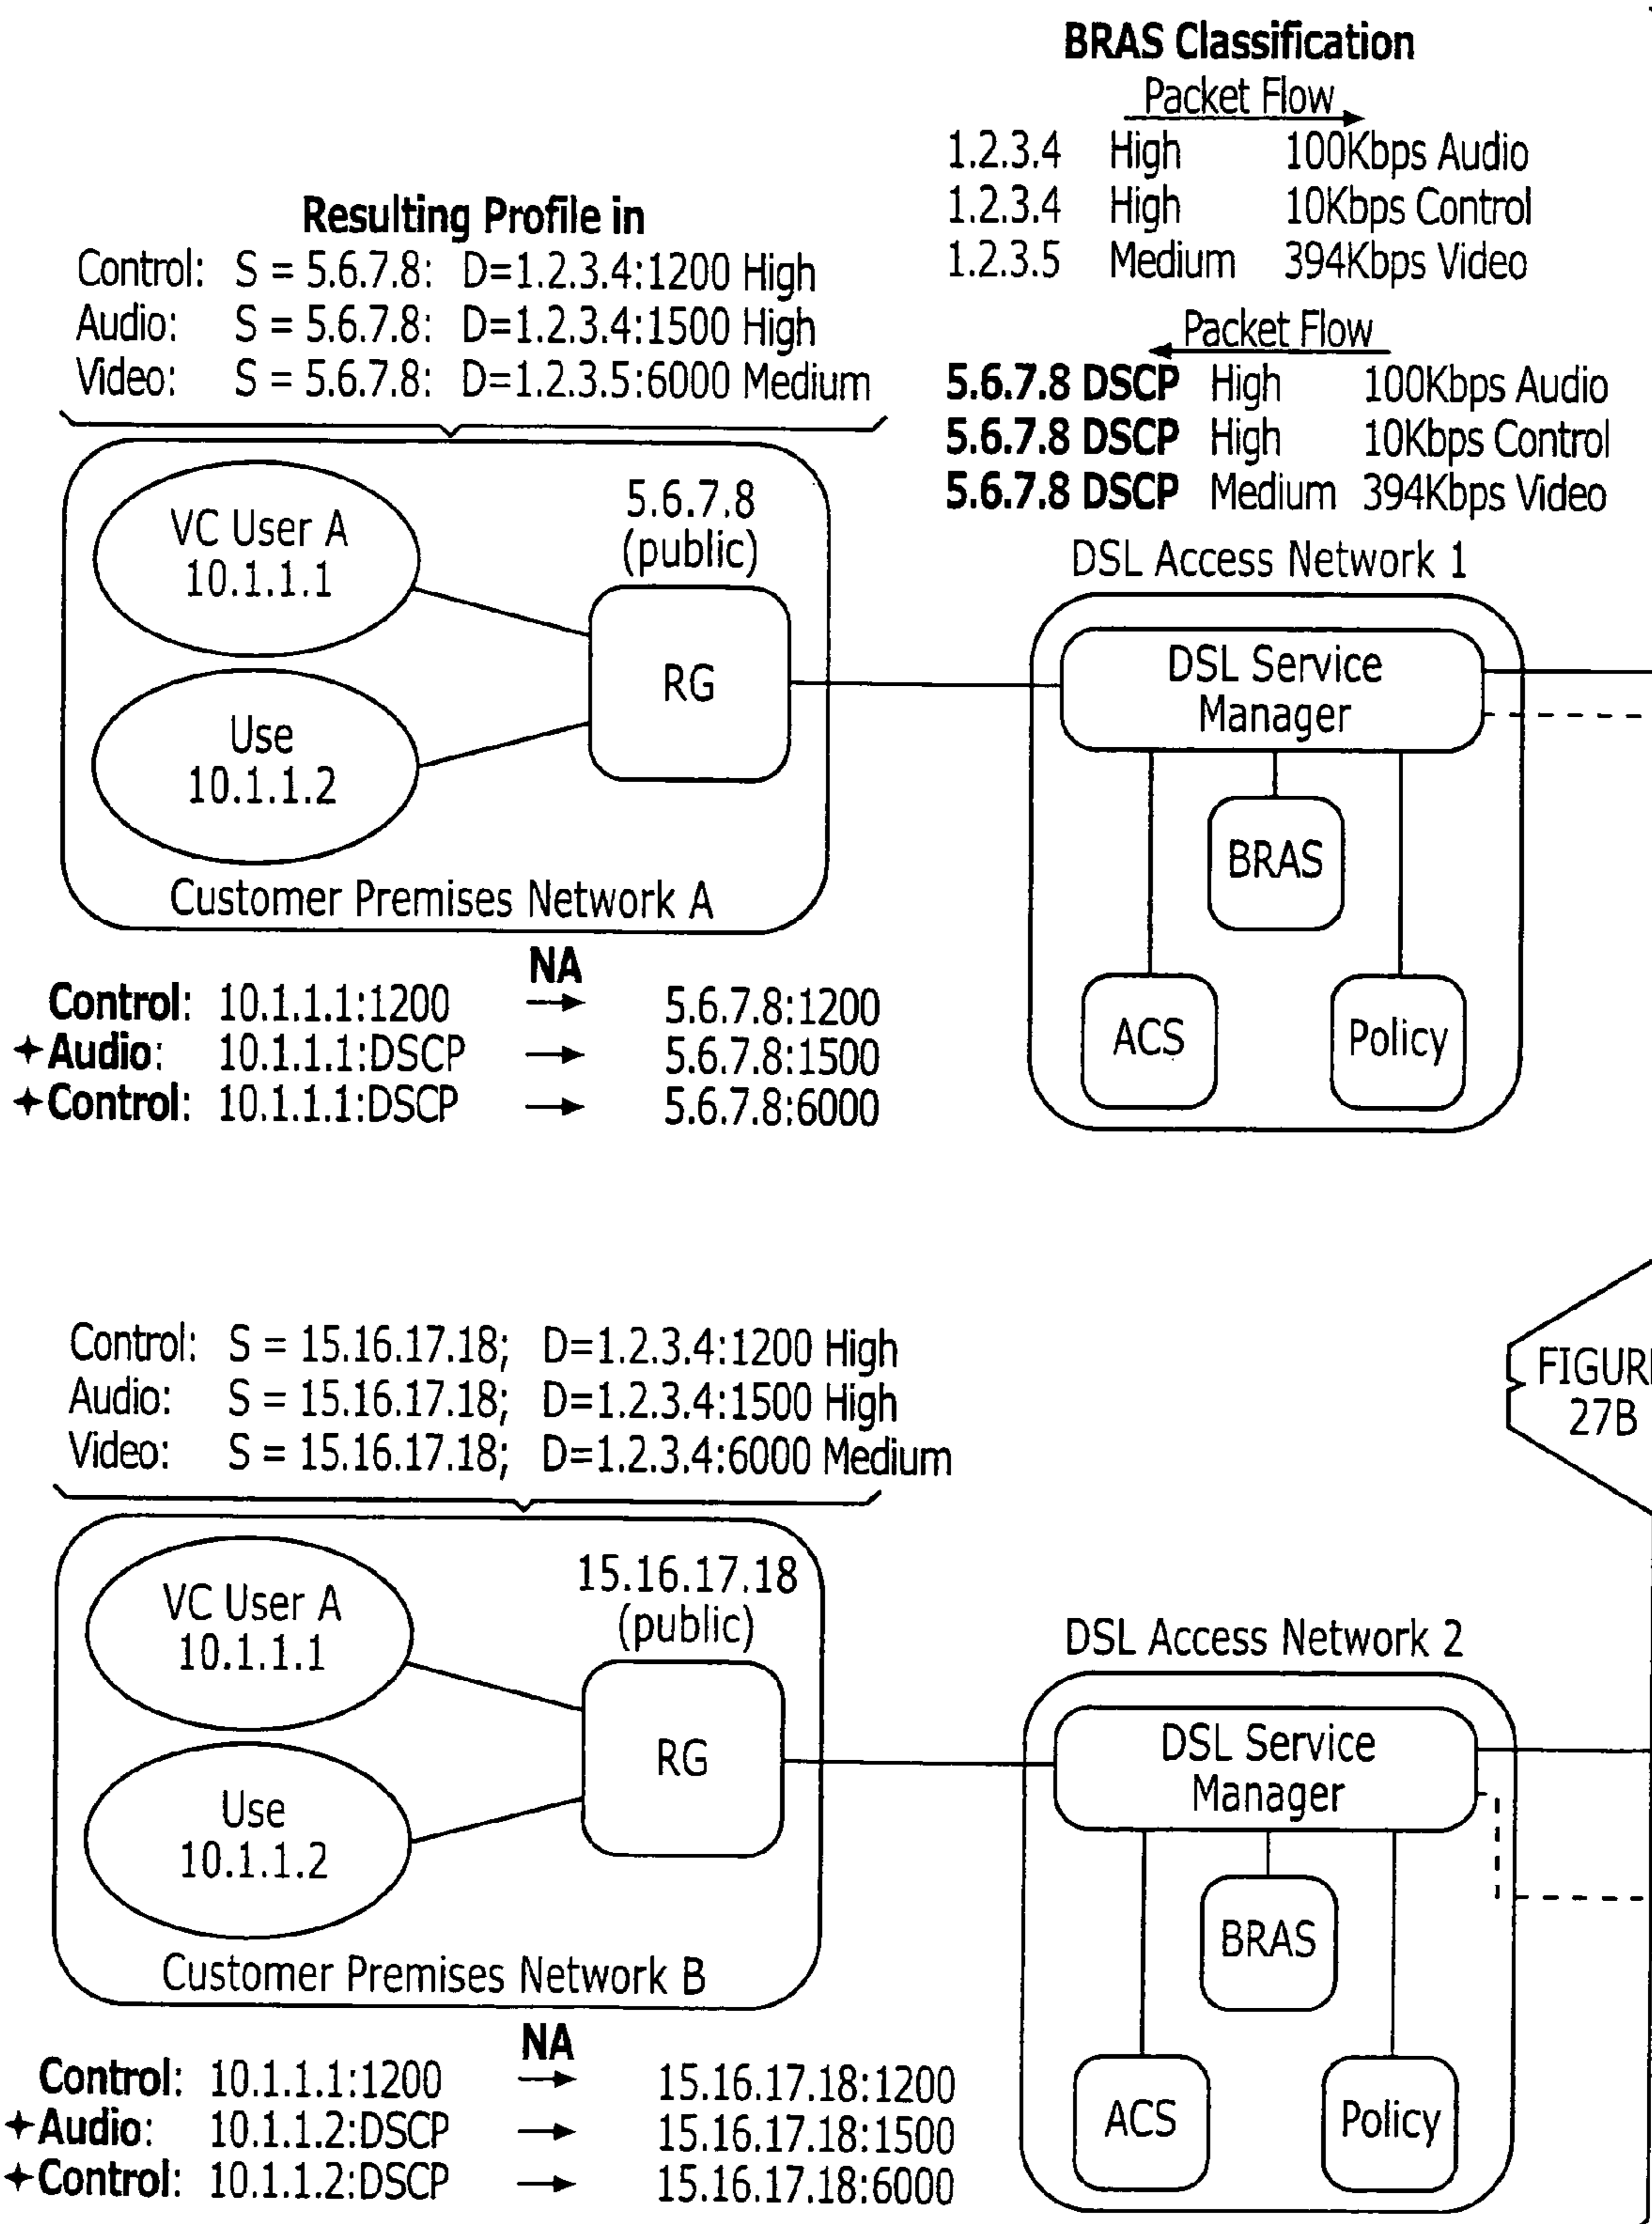 BRAS Classification
Packet Flow
1.2.3.4 High 100Kbps Audio
1.2.3.4 High 10Kbps Control
1.2.3.5 Medium 394Kbps Video
Packet Flow
5.6.7.8 DSCP High 100Kbps Audio
5.6.7.8 DSCP High 10Kbps Control
5.6.7.8 DSCP Medium 394Kbps Video
Resulting Profile in
Control: S = 5.6.7.8: D=1.2.3.4:1200 High
Audio: S = 5.6.7.8: D=1.2.3.4:1500 High
Video: S = 5.6.7.8: D=1.2.3.5:6000 Medium
VC User A
10.1.1.1
Use
10.1.1.2
5.6.7.8
(public)
RG
Customer Premises Network A
DSL Access Network 1
DSL Service
Manager
BRAS
ACS
Policy
NA
Control: 10.1.1.1:1200 → 5.6.7.8:1200
+Audio: 10.1.1.1:DSCP → 5.6.7.8:1500
+Control: 10.1.1.1:DSCP → 5.6.7.8:6000
FIGURE
27B
Control: S = 15.16.17.18; D=1.2.3.4:1200 High
Audio: S = 15.16.17.18; D=1.2.3.4:1500 High
Video: S = 15.16.17.18; D=1.2.3.4:6000 Medium
VC User A
10.1.1.1
Use
10.1.1.2
15.16.17.18
(public)
RG
Customer Premises Network B
DSL Access Network 2
DSL Service
Manager
BRAS
ACS
Policy
NA
Control: 10.1.1.1:1200 → 15.16.17.18:1200
+Audio: 10.1.1.2:DSCP → 15.16.17.18:1500
+Control: 10.1.1.2:DSCP → 15.16.17.18:6000